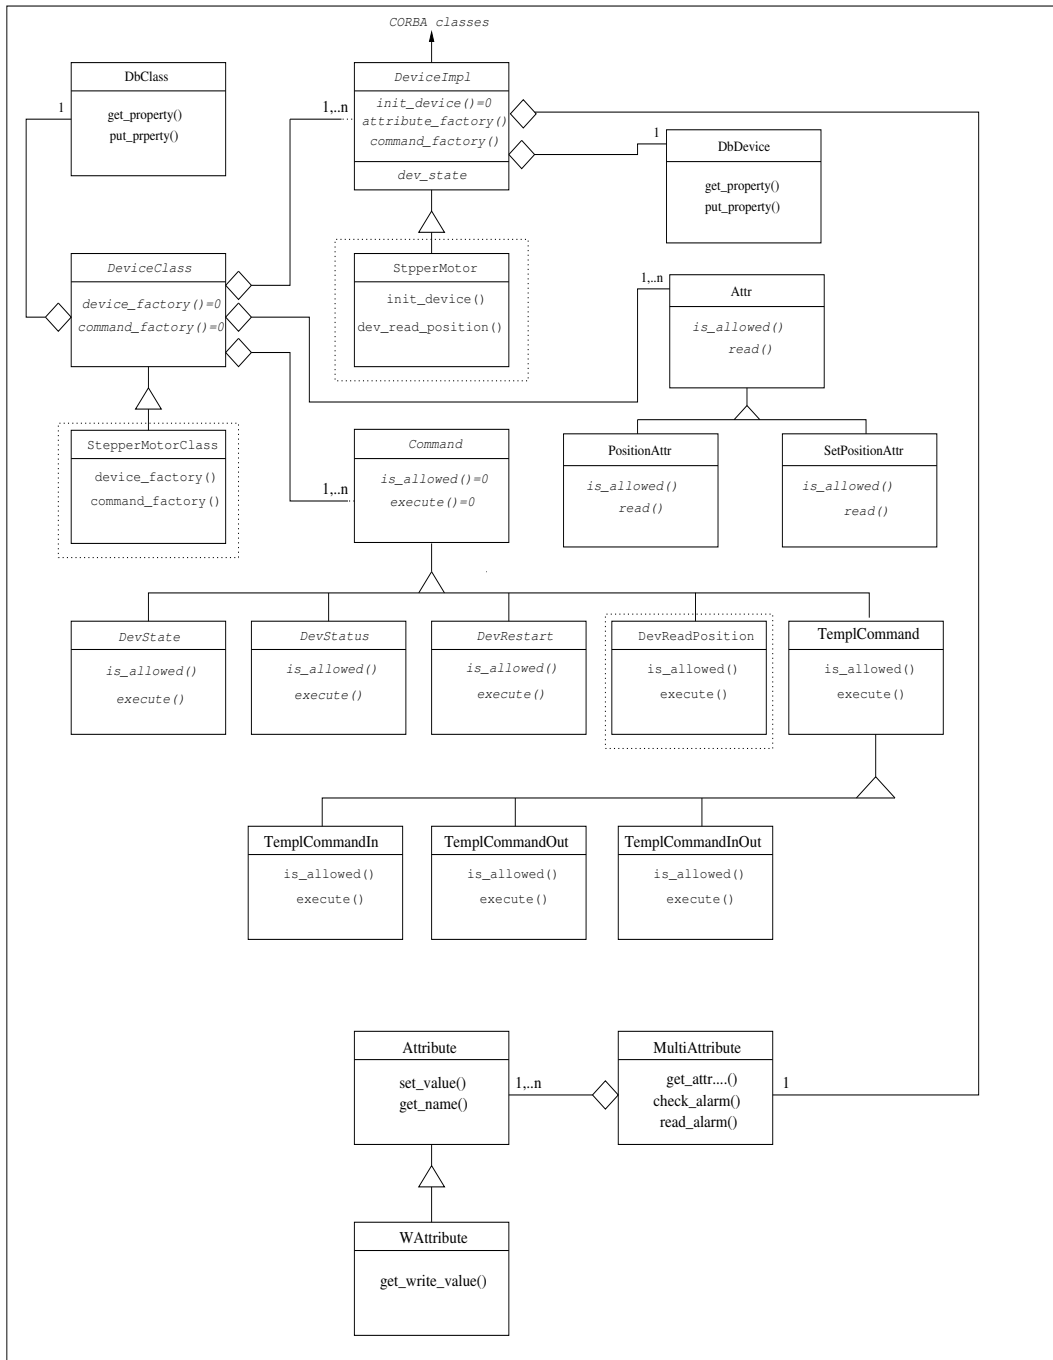 CORBA classes
DbClass
get_property()
put_prperty()
1
DeviceImpl
init_device()=0
attribute_factory()
command_factory()
dev_state
1,..n
1
DbDevice
get_property()
put_property()
DeviceClass
device_factory()=0
command_factory()=0
StpperMotor
init_device()
dev_read_position()
1,..n
Attr
is_allowed()
read()
StepperMotorClass
device_factory()
command_factory()
Command
is_allowed()=0
execute()=0
1,..n
PositionAttr
is_allowed()
read()
SetPositionAttr
is_allowed()
read()
DevState
is_allowed()
execute()
DevStatus
is_allowed()
execute()
DevRestart
is_allowed()
execute()
DevReadPosition
is_allowed()
execute()
TemplCommand
is_allowed()
execute()
TemplCommandIn
is_allowed()
execute()
TemplCommandOut
is_allowed()
execute()
TemplCommandInOut
is_allowed()
execute()
Attribute
set_value()
get_name()
1,..n
MultiAttribute
get_attr....()
check_alarm()
read_alarm()
1
WAttribute
get_write_value()